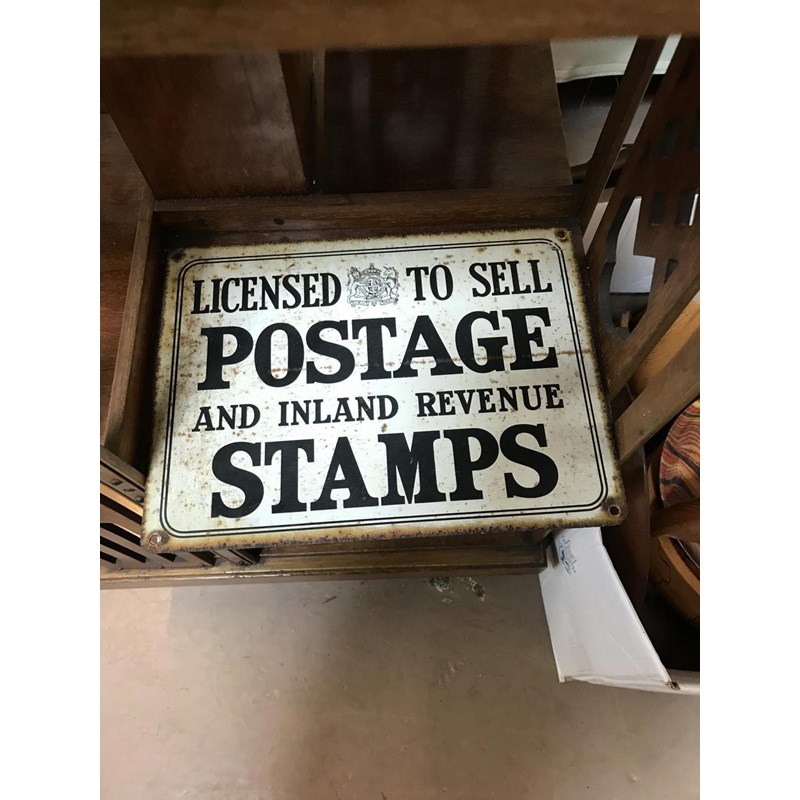 LICENSED TO SELL
POSTAGE
AND INLAND REVENUE
STAMPS